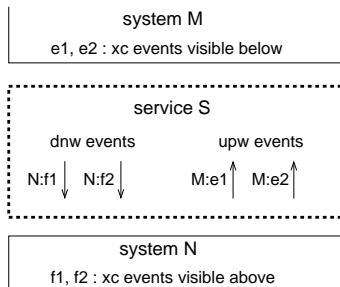 system M
e1, e2 : xc events visible below
service S
dnw events upw events
N:f1 N:f2 M:e1 M:e2
system N
f1, f2 : xc events visible above